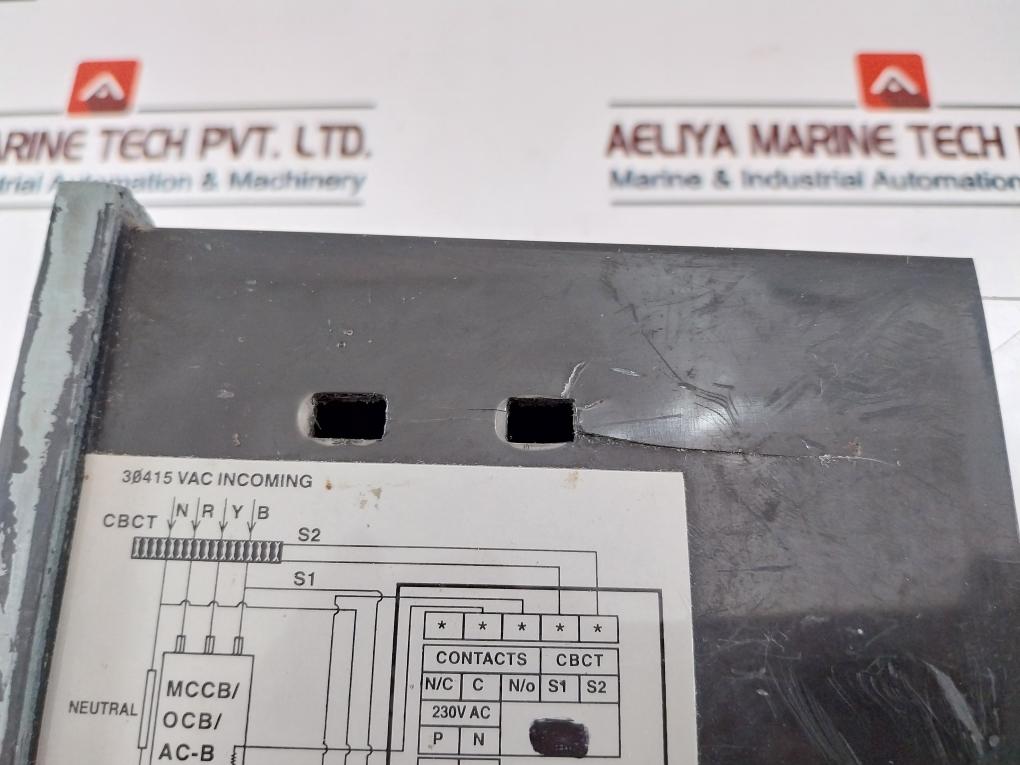 ARINE TECH PVT. LTD.
trial Automation & Machinery
AELIYA MARINE TECH
Marine & Industrial Automation
3Ø415 VAC INCOMING
N R Y B
CBCT
S2
S1
* * * * *
CONTACTS CBCT
N/C C N/o S1 S2
230V AC
P N
NEUTRAL
MCCB/
OCB/
AC-B